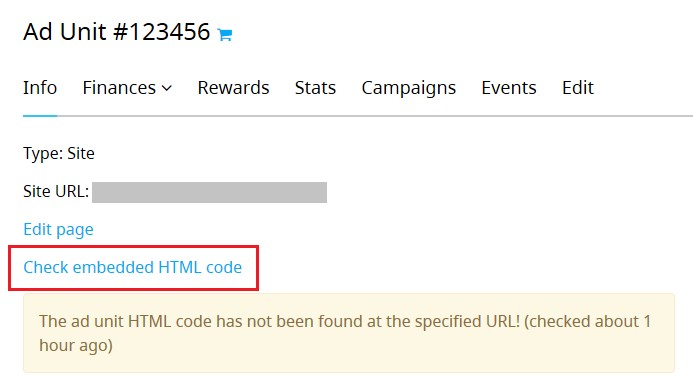 Ad Unit #123456
Info Finances Rewards Stats Campaigns Events Edit
Type: Site
Site URL:
Edit page
Check embedded HTML code
The ad unit HTML code has not been found at the specified URL! (checked about 1
hour ago)